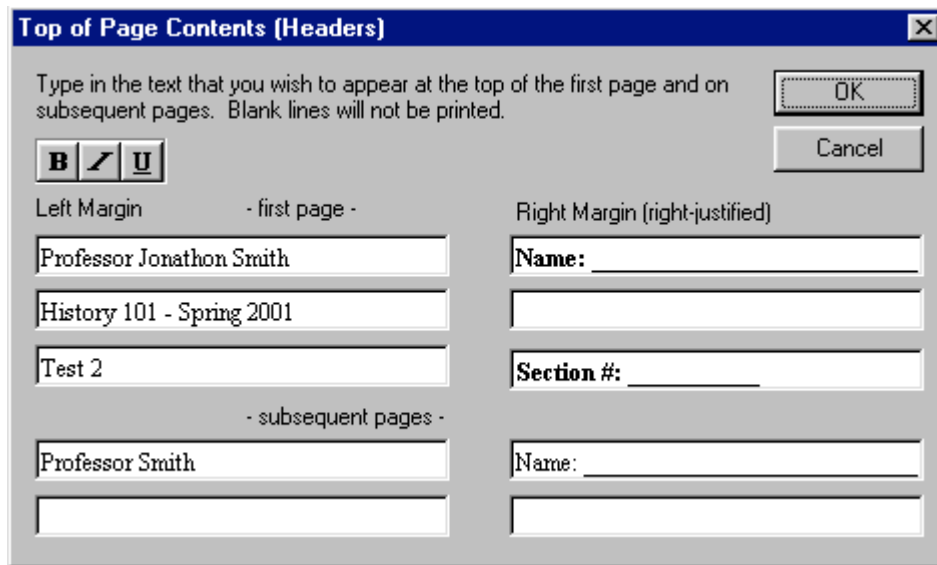 Top of Page Contents (Headers)
Type in the text that you wish to appear at the top of the first page and on
subsequent pages. Blank lines will not be printed.
OK
Cancel
B I U
Left Margin - first page - Right Margin (right-justified)
Professor Jonathon Smith Name: ____________________
History 101 - Spring 2001
Test 2 Section #: ________
- subsequent pages -
Professor Smith Name: ____________________